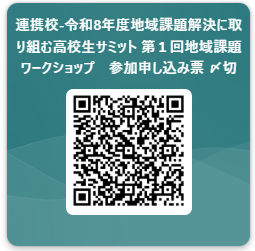 連携校-令和8年度地域課題解決に取
り組む高校生サミット 第１回地域課題
ワークショップ　参加申し込み票 〆切